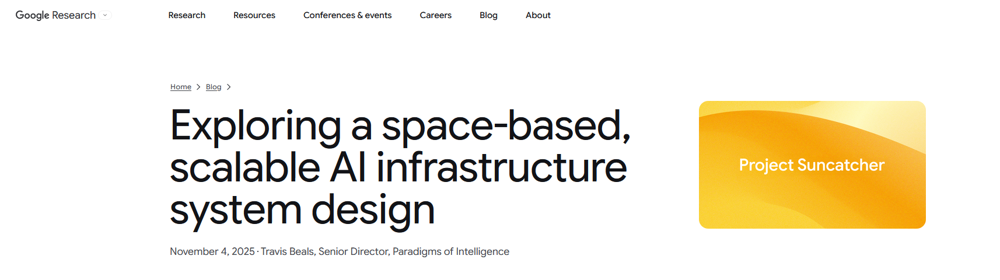 Google Research
Research
Resources
Conferences & events
Careers
Blog
About
Home
Blog
Exploring a space-based,
scalable AI infrastructure
system design
November 4, 2025 · Travis Beals, Senior Director, Paradigms of Intelligence
Project Suncatcher